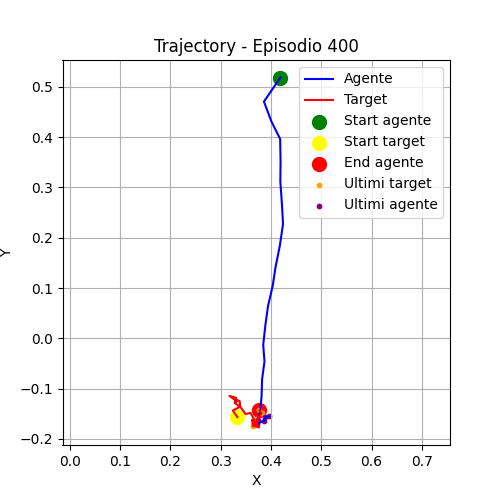 Trajectory - Episodio 400
Agente
Target
Start agente
Start target
End agente
Ultimi target
Ultimi agente
0.5
0.4
0.3
0.2
0.1
0.0
−0.1
−0.2
Y
0.0 0.1 0.2 0.3 0.4 0.5 0.6 0.7
X